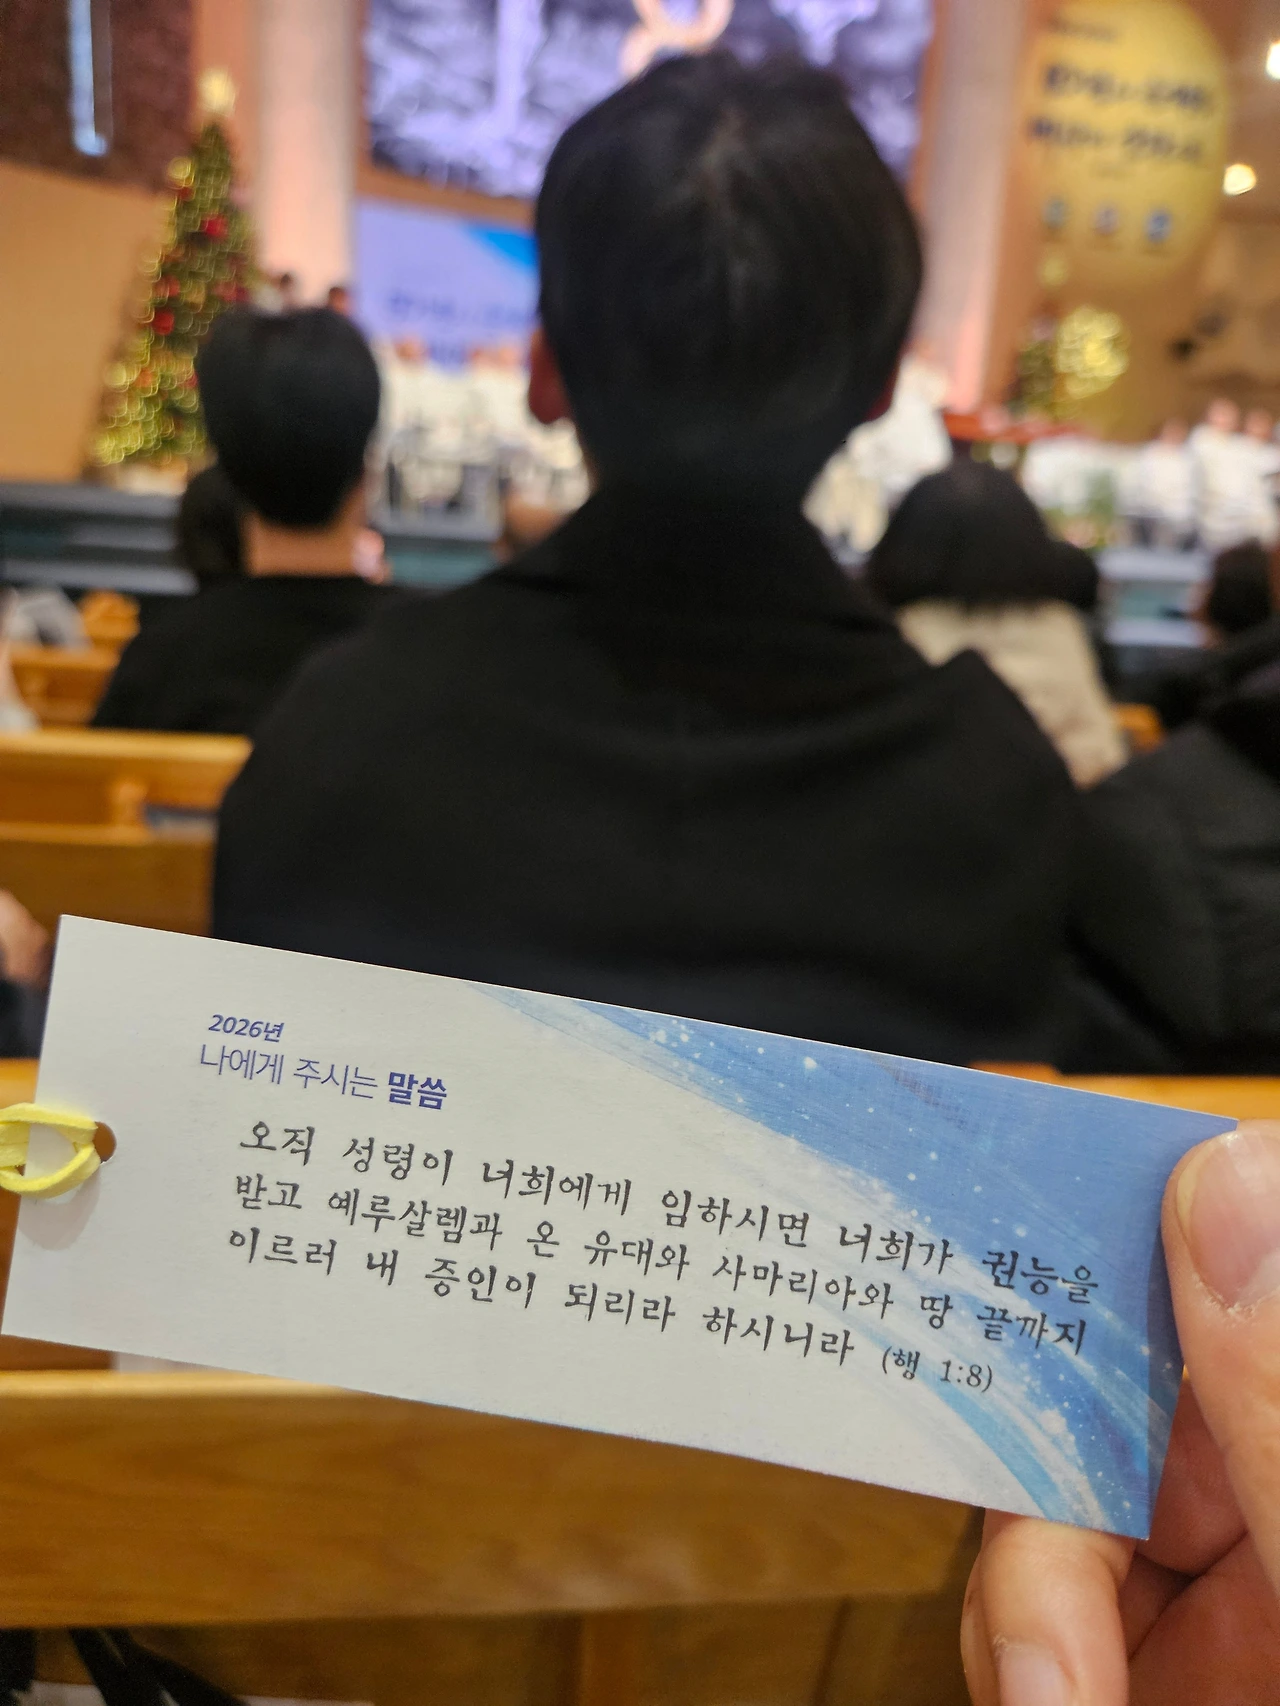 2026년
나에게 주시는 말씀
오직 성령이 너희에게 임하시면 너희가 권능을
받고 예루살렘과 온 유대와 사마리아와 땅 끝까지
이르러 내 증인이 되리라 하시니라 (행 1:8)